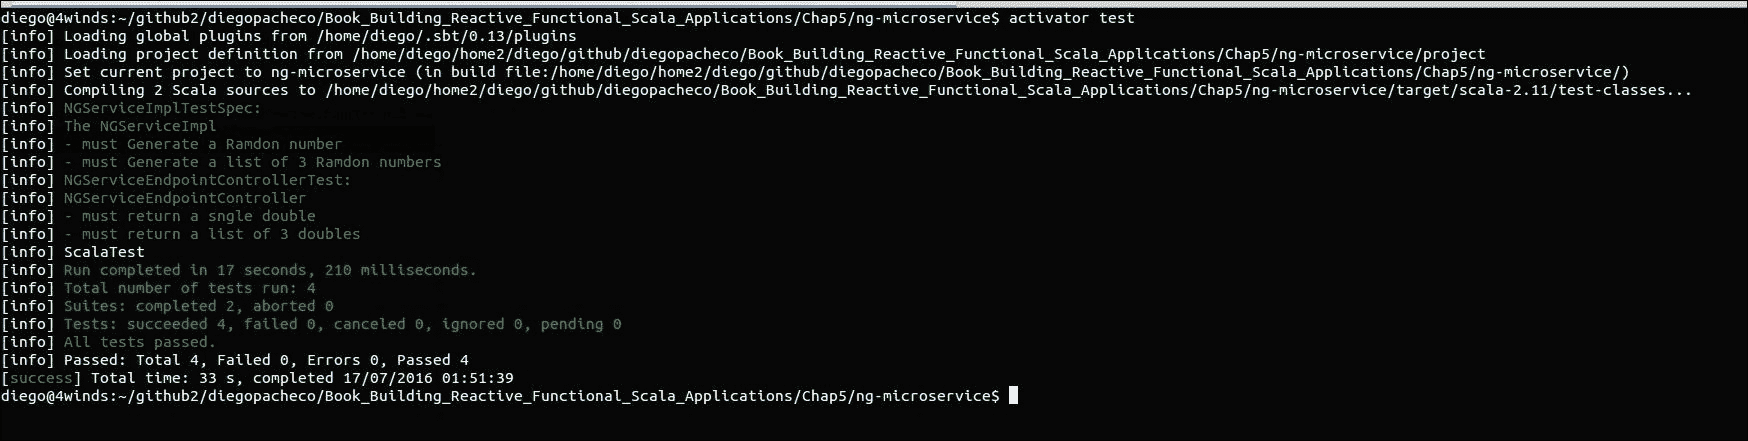 diego@4winds:~/github2/diegopacheco/Book_Building_Reactive_Functional_Scala_Applications/Chap5/ng-microservice$ activator test
[info] Loading global plugins from /home/diego/.sbt/0.13/plugins
[info] Loading project definition from /home/diego/home2/diego/github/diegopacheco/Book_Building_Reactive_Functional_Scala_Applications/Chap5/ng-microservice/project
[info] Set current project to ng-microservice (in build file:/home/diego/home2/diego/github/diegopacheco/Book_Building_Reactive_Functional_Scala_Applications/Chap5/ng-microservice/)
[info] Compiling 2 Scala sources to /home/diego/home2/diego/github/diegopacheco/Book_Building_Reactive_Functional_Scala_Applications/Chap5/ng-microservice/target/scala-2.11/test-classes...
[info] NGServiceImplTestSpec:
[info] The NGServiceImpl
[info] - must Generate a Ramdon number
[info] - must Generate a list of 3 Ramdon numbers
[info] NGServiceEndpointControllerTest:
[info] NGServiceEndpointController
[info] - must return a sngle double
[info] - must return a list of 3 doubles
[info] ScalaTest
[info] Run completed in 17 seconds, 210 milliseconds.
[info] Total number of tests run: 4
[info] Suites: completed 2, aborted 0
[info] Tests: succeeded 4, failed 0, canceled 0, ignored 0, pending 0
[info] All tests passed.
[info] Passed: Total 4, Failed 0, Errors 0, Passed 4
[success] Total time: 33 s, completed 17/07/2016 01:51:39
diego@4winds:~/github2/diegopacheco/Book_Building_Reactive_Functional_Scala_Applications/Chap5/ng-microservice$